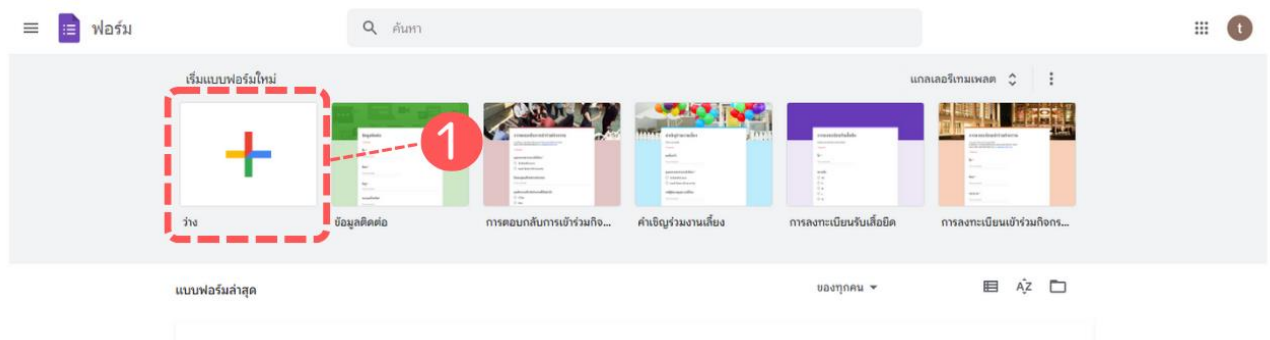 ฟอร์ม
ค้นหา
t
เริ่มแบบฟอร์มใหม่
แกลเลอรีเทมเพลต
1
ว่าง
ข้อมูลติดต่อ
การตอบกลับการเข้าร่วมกิจ...
คำเชิญร่วมงานเลี้ยง
การลงทะเบียนรับเสื้อยืด
การลงทะเบียนเข้าร่วมกิจกร...
แบบฟอร์มล่าสุด
ของทุกคน
AZ